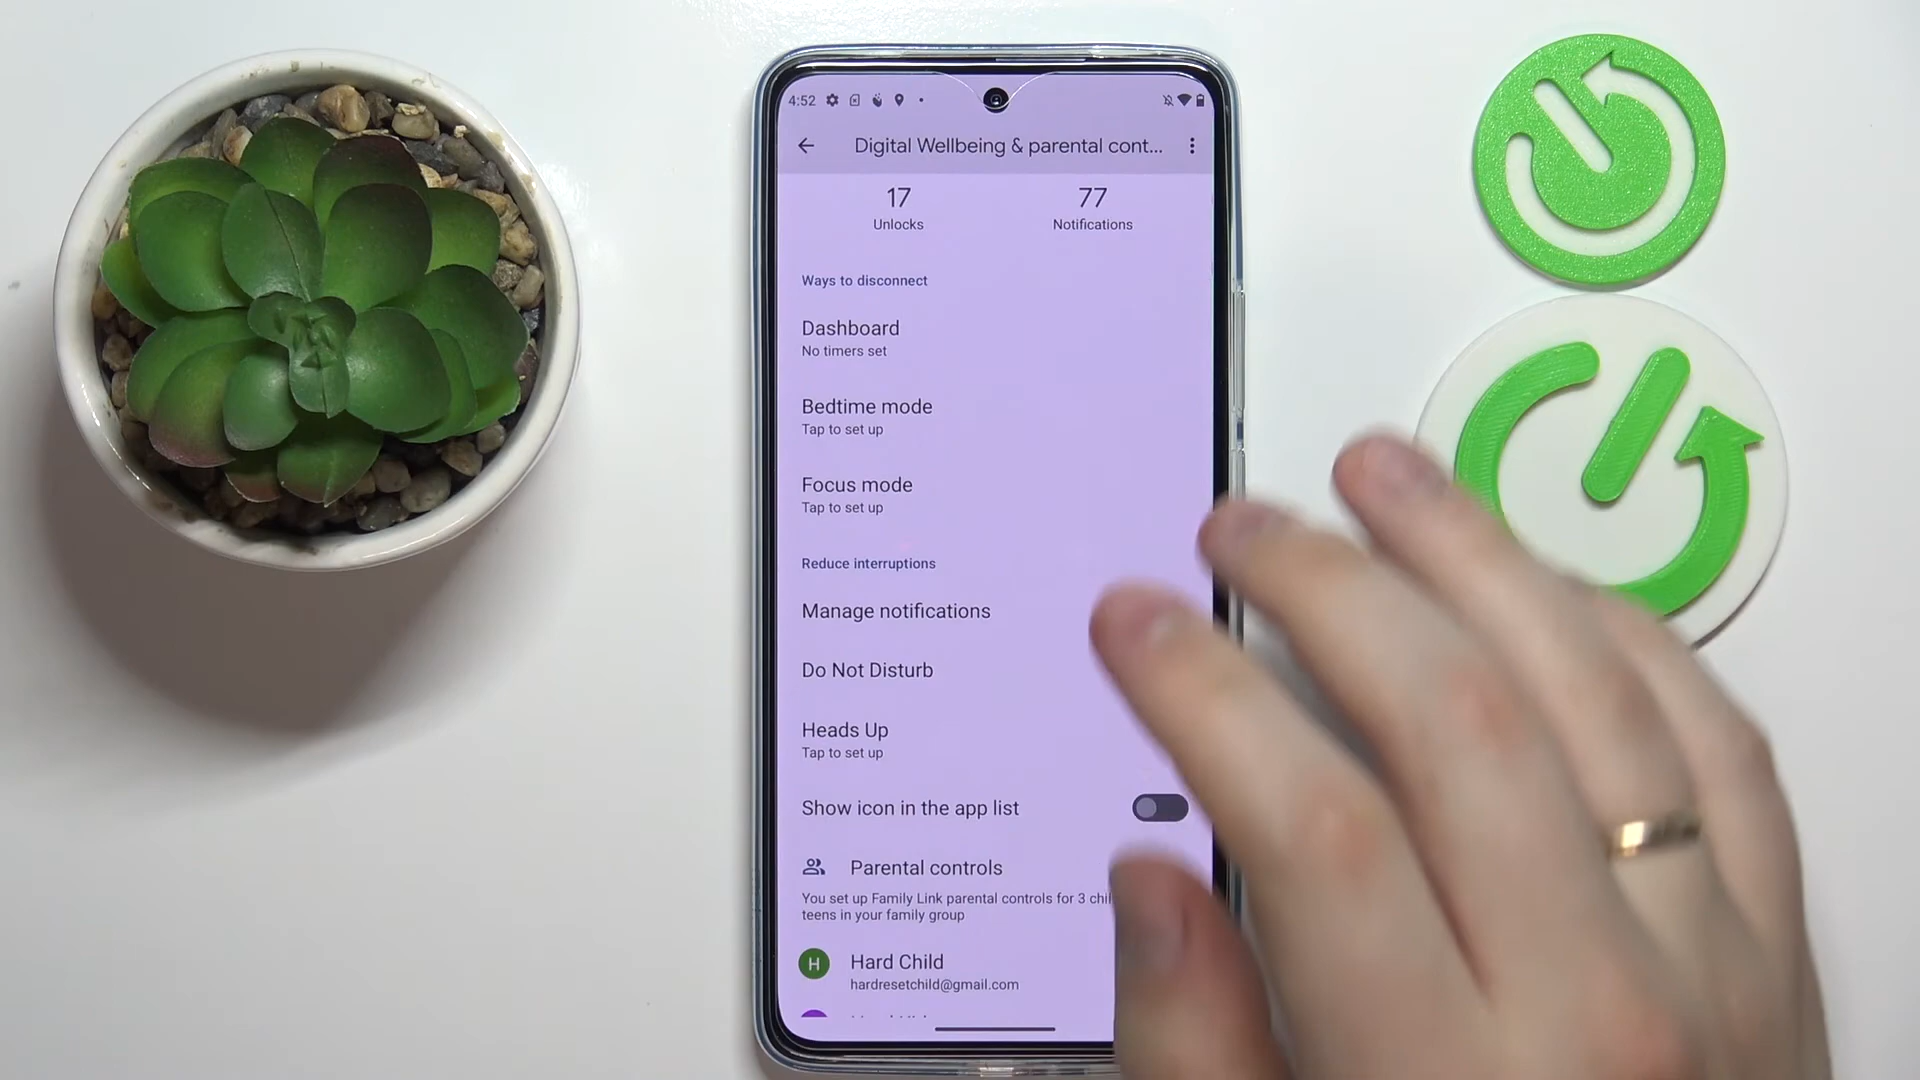 4:52
Digital Wellbeing & parental cont...
17
77
Unlocks
Notifications
Ways to disconnect
Dashboard
No timers set
Bedtime mode
Tap to set up
Focus mode
Tap to set up
Reduce interruptions
Manage notifications
Do Not Disturb
Heads Up
Tap to set up
Show icon in the app list
Parental controls
You set up Family Link parental controls for 3
teens in your family group
H
Hard Child
hardresetchild@gmail.com